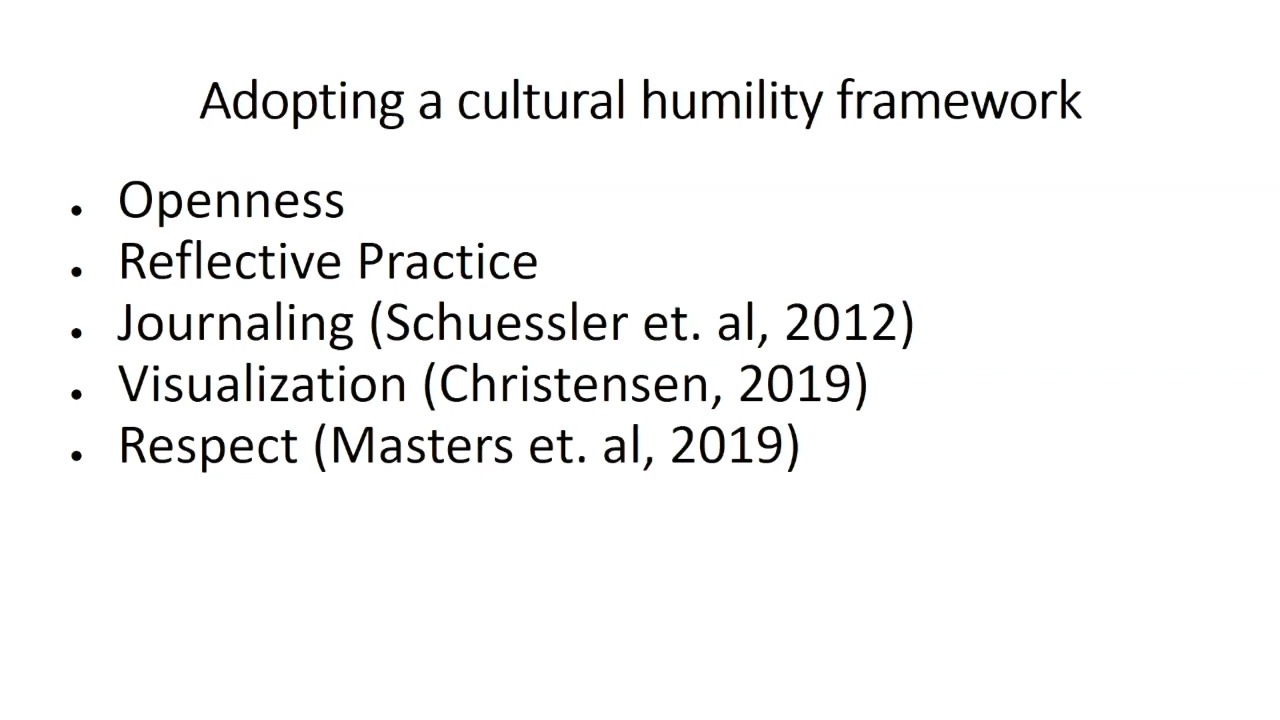 Adopting a cultural humility framework
• Openness
• Reflective Practice
• Journaling (Schuessler et. al, 2012)
• Visualization (Christensen, 2019)
• Respect (Masters et. al, 2019)